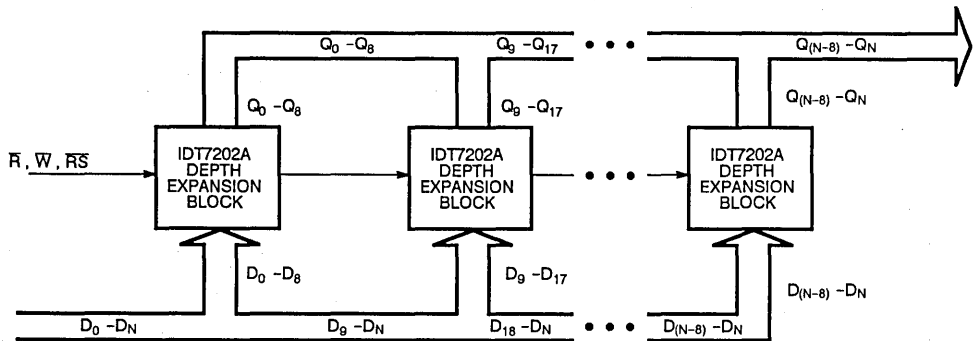 Q0 –Q8
Q9 –Q17
• • •
Q(N–8) –QN
Q0 –Q8
Q9 –Q17
Q(N–8) –QN
R̅ , W̅ , R̅S̅
IDT7202A
DEPTH
EXPANSION
BLOCK
IDT7202A
DEPTH
EXPANSION
BLOCK
• • •
IDT7202A
DEPTH
EXPANSION
BLOCK
D0 –D8
D9 –D17
D(N–8) –DN
D0 –DN
D9 –DN
D18 –DN
• • •
D(N–8) –DN